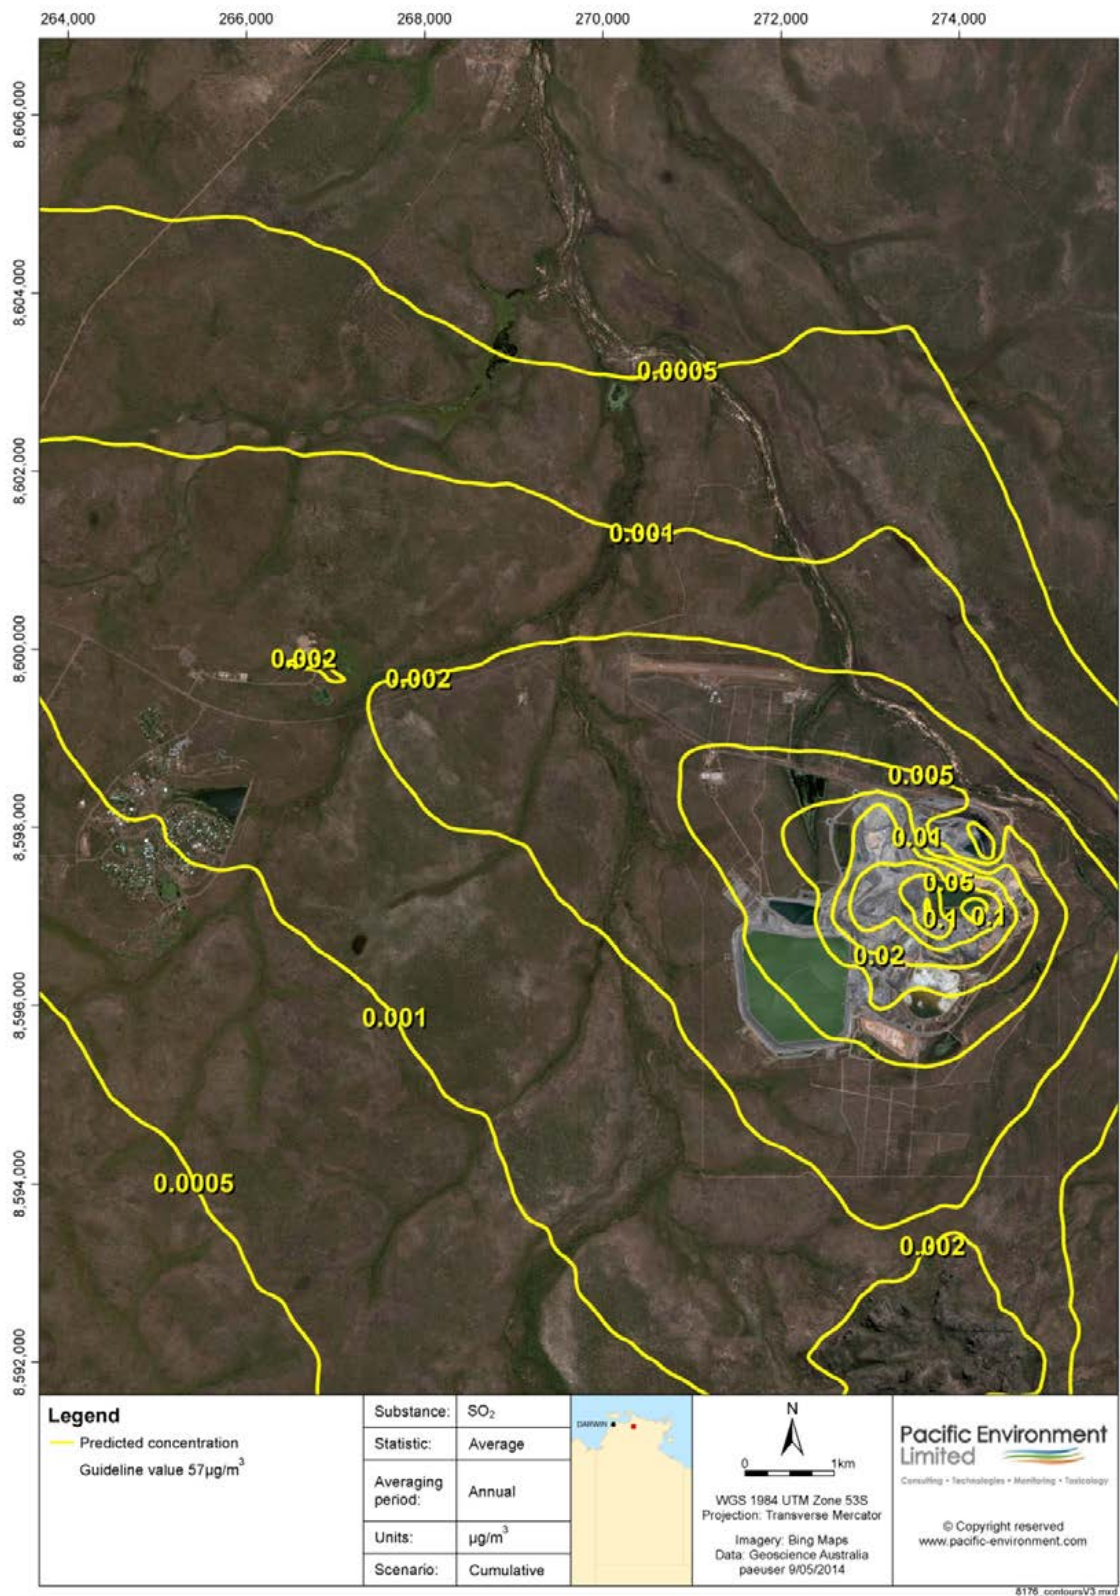 264,000 266,000 268,000 270,000 272,000 274,000
8,606,000
8,604,000
8,602,000
8,600,000
8,598,000
8,596,000
8,594,000
8,592,000
0.0005
0.001
0.002
0.002
0.005
0.01
0.05
0.1
0.1
0.02
0.001
0.0005
0.002
Legend
Predicted concentration
Guideline value 57µg/m³
Substance: SO₂
Statistic: Average
Averaging
period: Annual
Units: µg/m³
Scenario: Cumulative
DARWIN
N
0 1km
WGS 1984 UTM Zone 53S
Projection: Transverse Mercator
Imagery: Bing Maps
Data: Geoscience Australia
paeuser 9/05/2014
Pacific Environment
Limited
Consulting • Technologies • Monitoring • Toxicology
© Copyright reserved
www.pacific-environment.com
8176_contoursV3.mxd